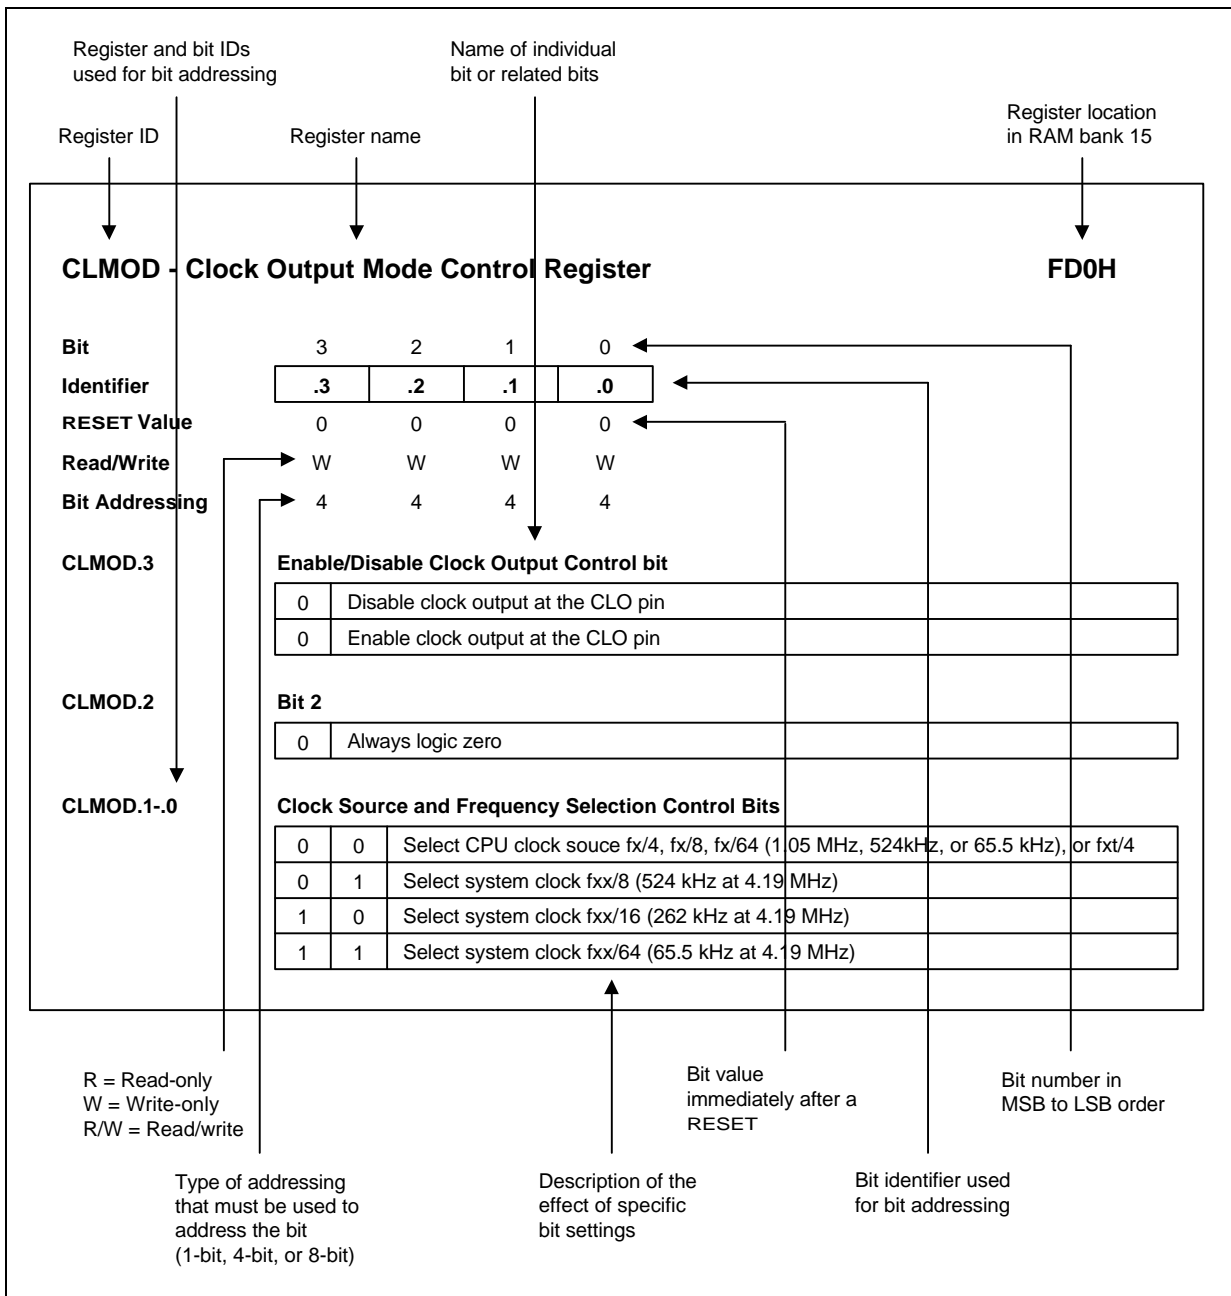 Register and bit IDs
used for bit addressing
Name of individual
bit or related bits
Register location
in RAM bank 15
Register ID
Register name
CLMOD - Clock Output Mode Control Register FD0H
Bit 3 2 1 0
Identifier .3 .2 .1 .0
RESET Value 0 0 0 0
Read/Write W W W W
Bit Addressing 4 4 4 4
CLMOD.3 Enable/Disable Clock Output Control bit
0 Disable clock output at the CLO pin
0 Enable clock output at the CLO pin
CLMOD.2 Bit 2
0 Always logic zero
CLMOD.1-.0 Clock Source and Frequency Selection Control Bits
0 0 Select CPU clock souce fx/4, fx/8, fx/64 (1.05 MHz, 524kHz, or 65.5 kHz), or fxt/4
0 1 Select system clock fxx/8 (524 kHz at 4.19 MHz)
1 0 Select system clock fxx/16 (262 kHz at 4.19 MHz)
1 1 Select system clock fxx/64 (65.5 kHz at 4.19 MHz)
R = Read-only
W = Write-only
R/W = Read/write
Bit value
immediately after a
RESET
Bit number in
MSB to LSB order
Type of addressing
that must be used to
address the bit
(1-bit, 4-bit, or 8-bit)
Description of the
effect of specific
bit settings
Bit identifier used
for bit addressing